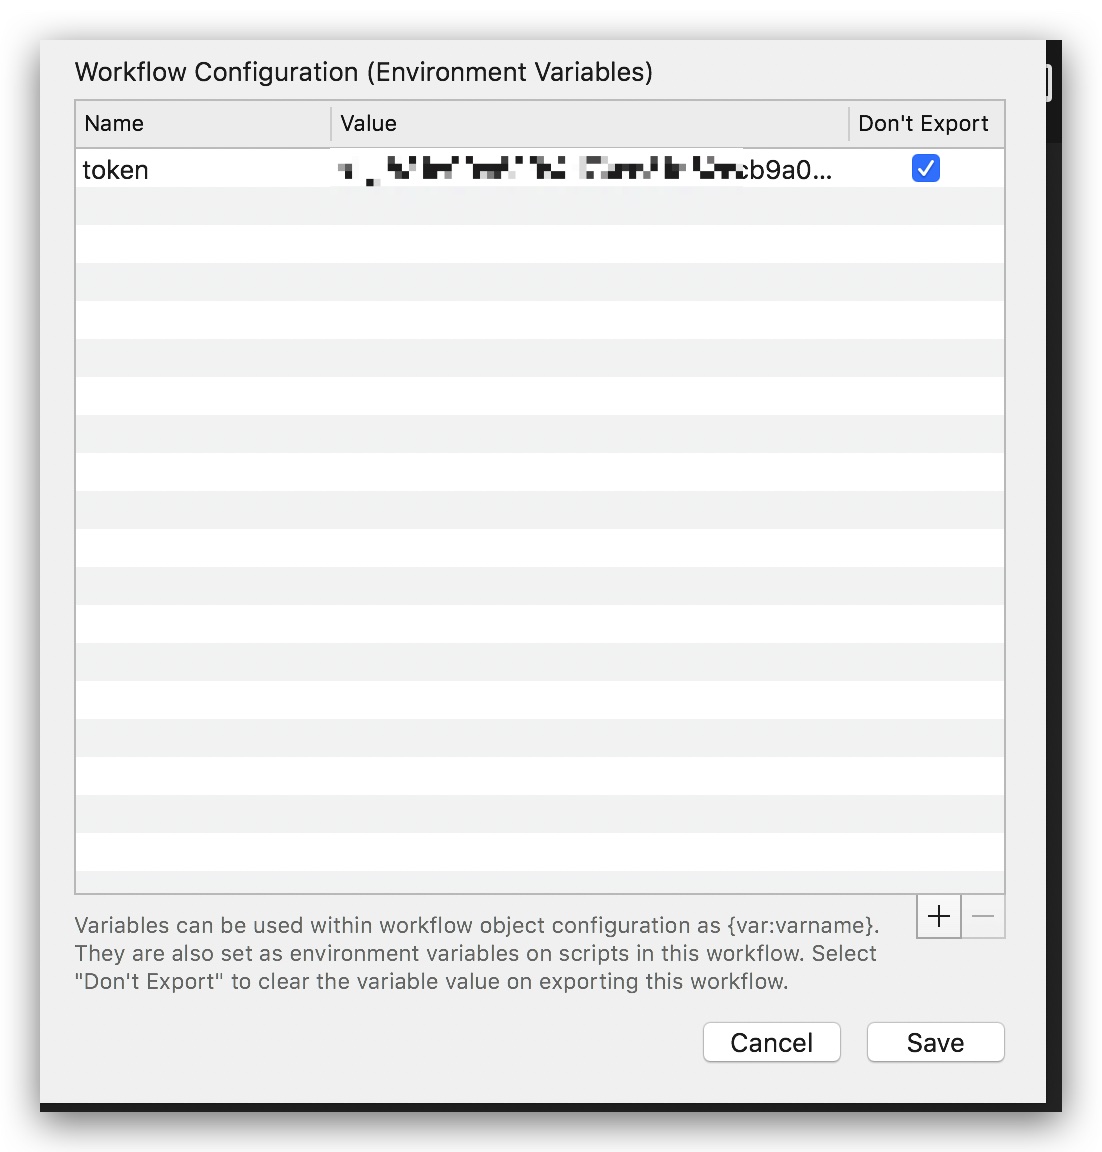 Workflow Configuration (Environment Variables)
Name Value Don't Export
token cb9a0...
Variables can be used within workflow object configuration as {var:varname}.
They are also set as environment variables on scripts in this workflow. Select
"Don't Export" to clear the variable value on exporting this workflow.
Cancel Save